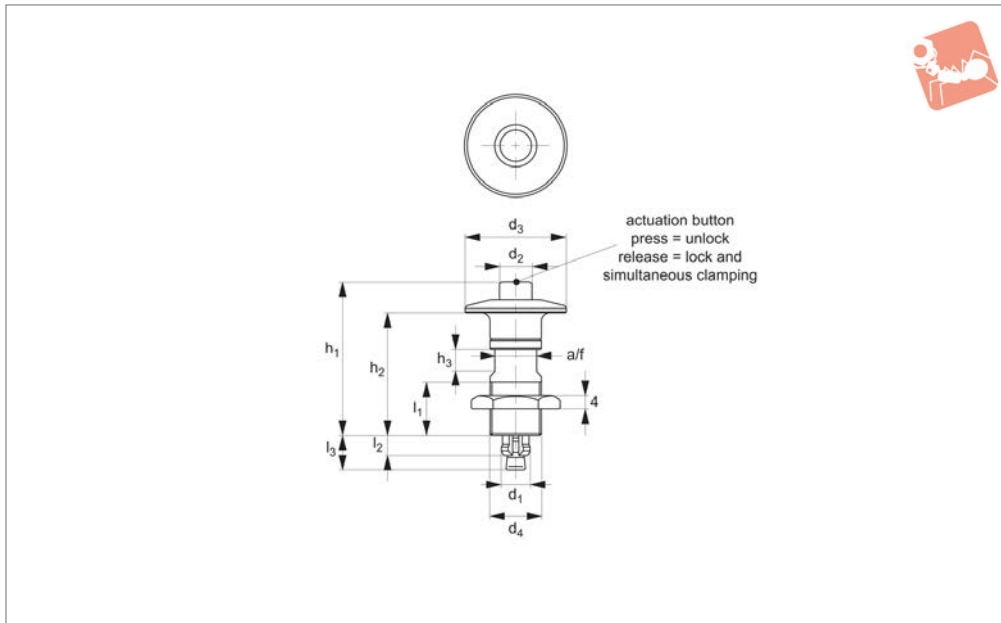 actuation button
press = unlock
release = lock and
simultaneous clamping
d₃
d₂
h₁
h₂
h₃
a/f
l₁
4
l₃
l₂
d₁
d₄